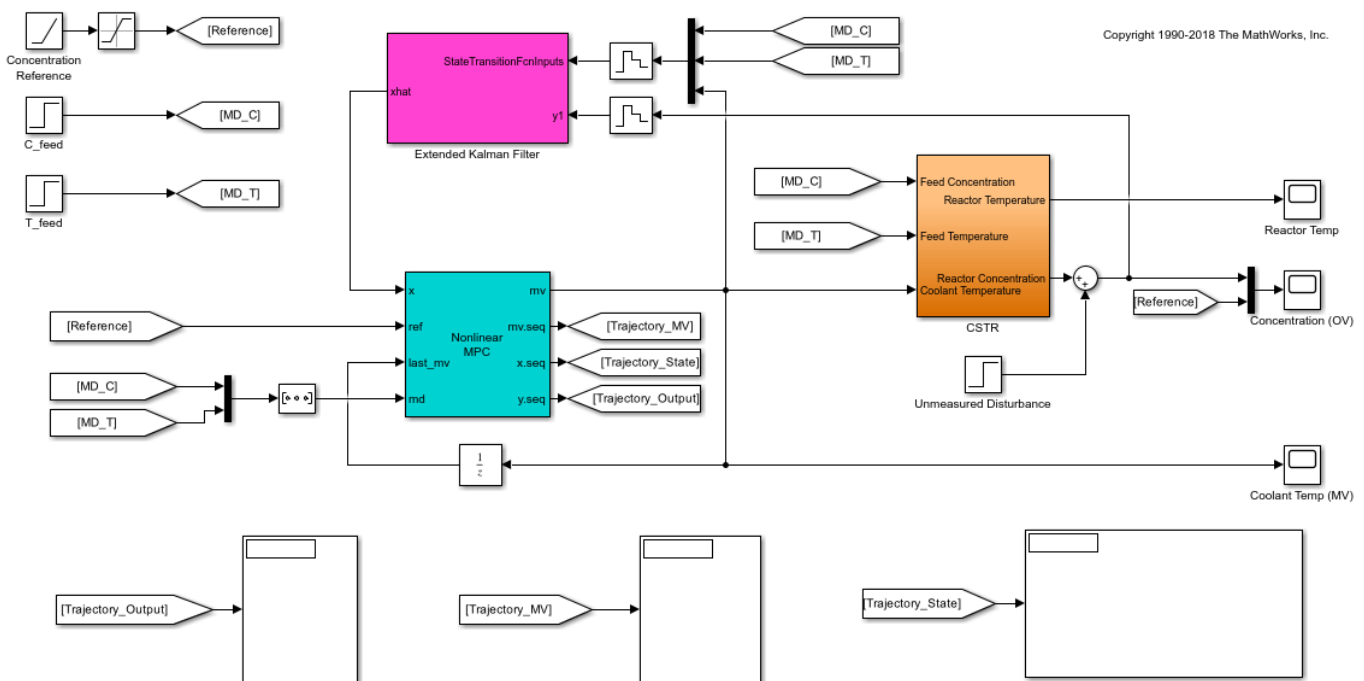 [Reference]
Concentration
Reference
[MD_C]
C_feed
[MD_T]
T_feed
StateTransitionFcnInputs
xhat
y1
Extended Kalman Filter
[MD_C]
[MD_T]
Copyright 1990-2018 The MathWorks, Inc.
[MD_C]
[MD_T]
Feed Concentration
Reactor Temperature
Feed Temperature
Reactor Concentration
Coolant Temperature
CSTR
Reactor Temp
+
+
[Reference]
Concentration (OV)
Unmeasured Disturbance
[Reference]
[MD_C]
[MD_T]
x
mv
ref
mv.seq
Nonlinear
MPC
last_mv
x.seq
md
y.seq
[Trajectory_MV]
[Trajectory_State]
[Trajectory_Output]
1
z
Coolant Temp (MV)
[Trajectory_Output]
[Trajectory_MV]
[Trajectory_State]